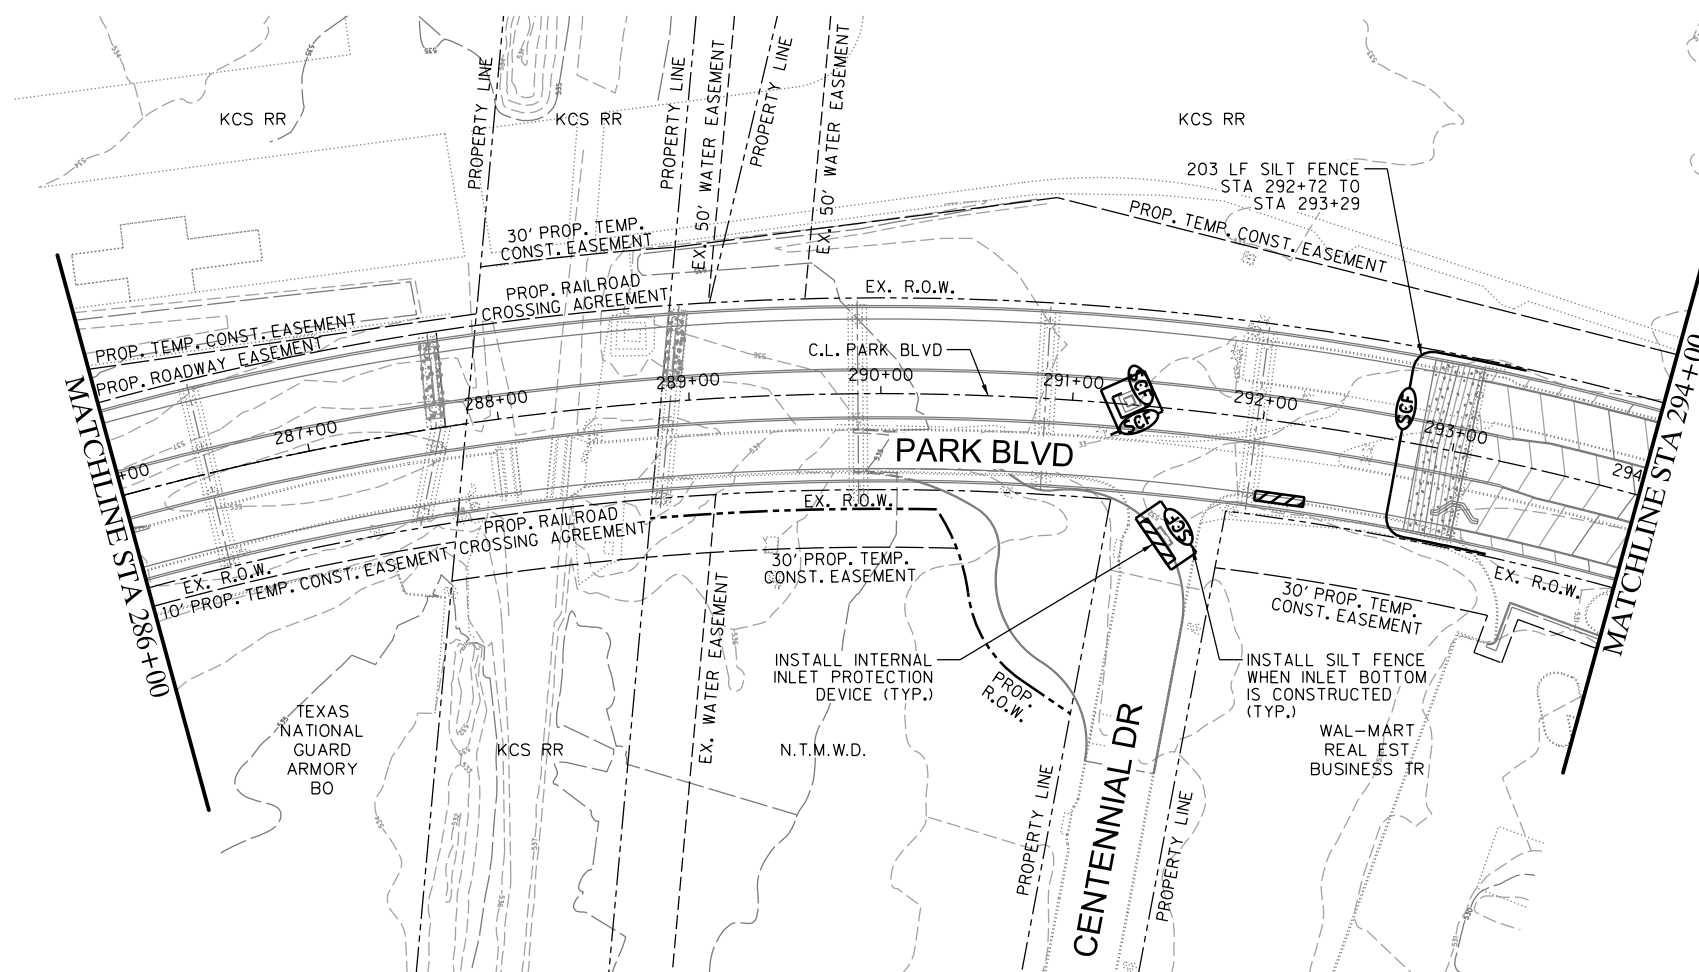 KCS RR
KCS RR
KCS RR
PROPERTY LINE
PROPERTY LINE
EX. 50' WATER EASEMENT
PROPERTY LINE
EX. 50' WATER EASEMENT
203 LF SILT FENCE
STA 292+72 TO
STA 293+29
PROP. TEMP. CONST. EASEMENT
30' PROP. TEMP.
CONST. EASEMENT
PROP. RAILROAD
CROSSING AGREEMENT
EX. R.O.W.
PROP. TEMP. CONST. EASEMENT
PROP. ROADWAY EASEMENT
C.L. PARK BLVD
MATCHLINE STA 286+00
MATCHLINE STA 294+00
+00
287+00
288+00
289+00
290+00
291+00
292+00
293+00
294
SCF
SCF
SCF
PARK BLVD
EX. R.O.W.
PROP. RAILROAD
CROSSING AGREEMENT
EX. R.O.W.
10' PROP. TEMP. CONST. EASEMENT
30' PROP. TEMP.
CONST. EASEMENT
SCF
EX. R.O.W.
30' PROP. TEMP.
CONST. EASEMENT
EX. WATER EASEMENT
INSTALL INTERNAL
INLET PROTECTION
DEVICE (TYP.)
PROP.
R.O.W.
INSTALL SILT FENCE
WHEN INLET BOTTOM
IS CONSTRUCTED
(TYP.)
TEXAS
NATIONAL
GUARD
ARMORY
BO
KCS RR
N.T.M.W.D.
WAL-MART
REAL EST
BUSINESS TR
PROPERTY LINE
CENTENNIAL DR
PROPERTY LINE